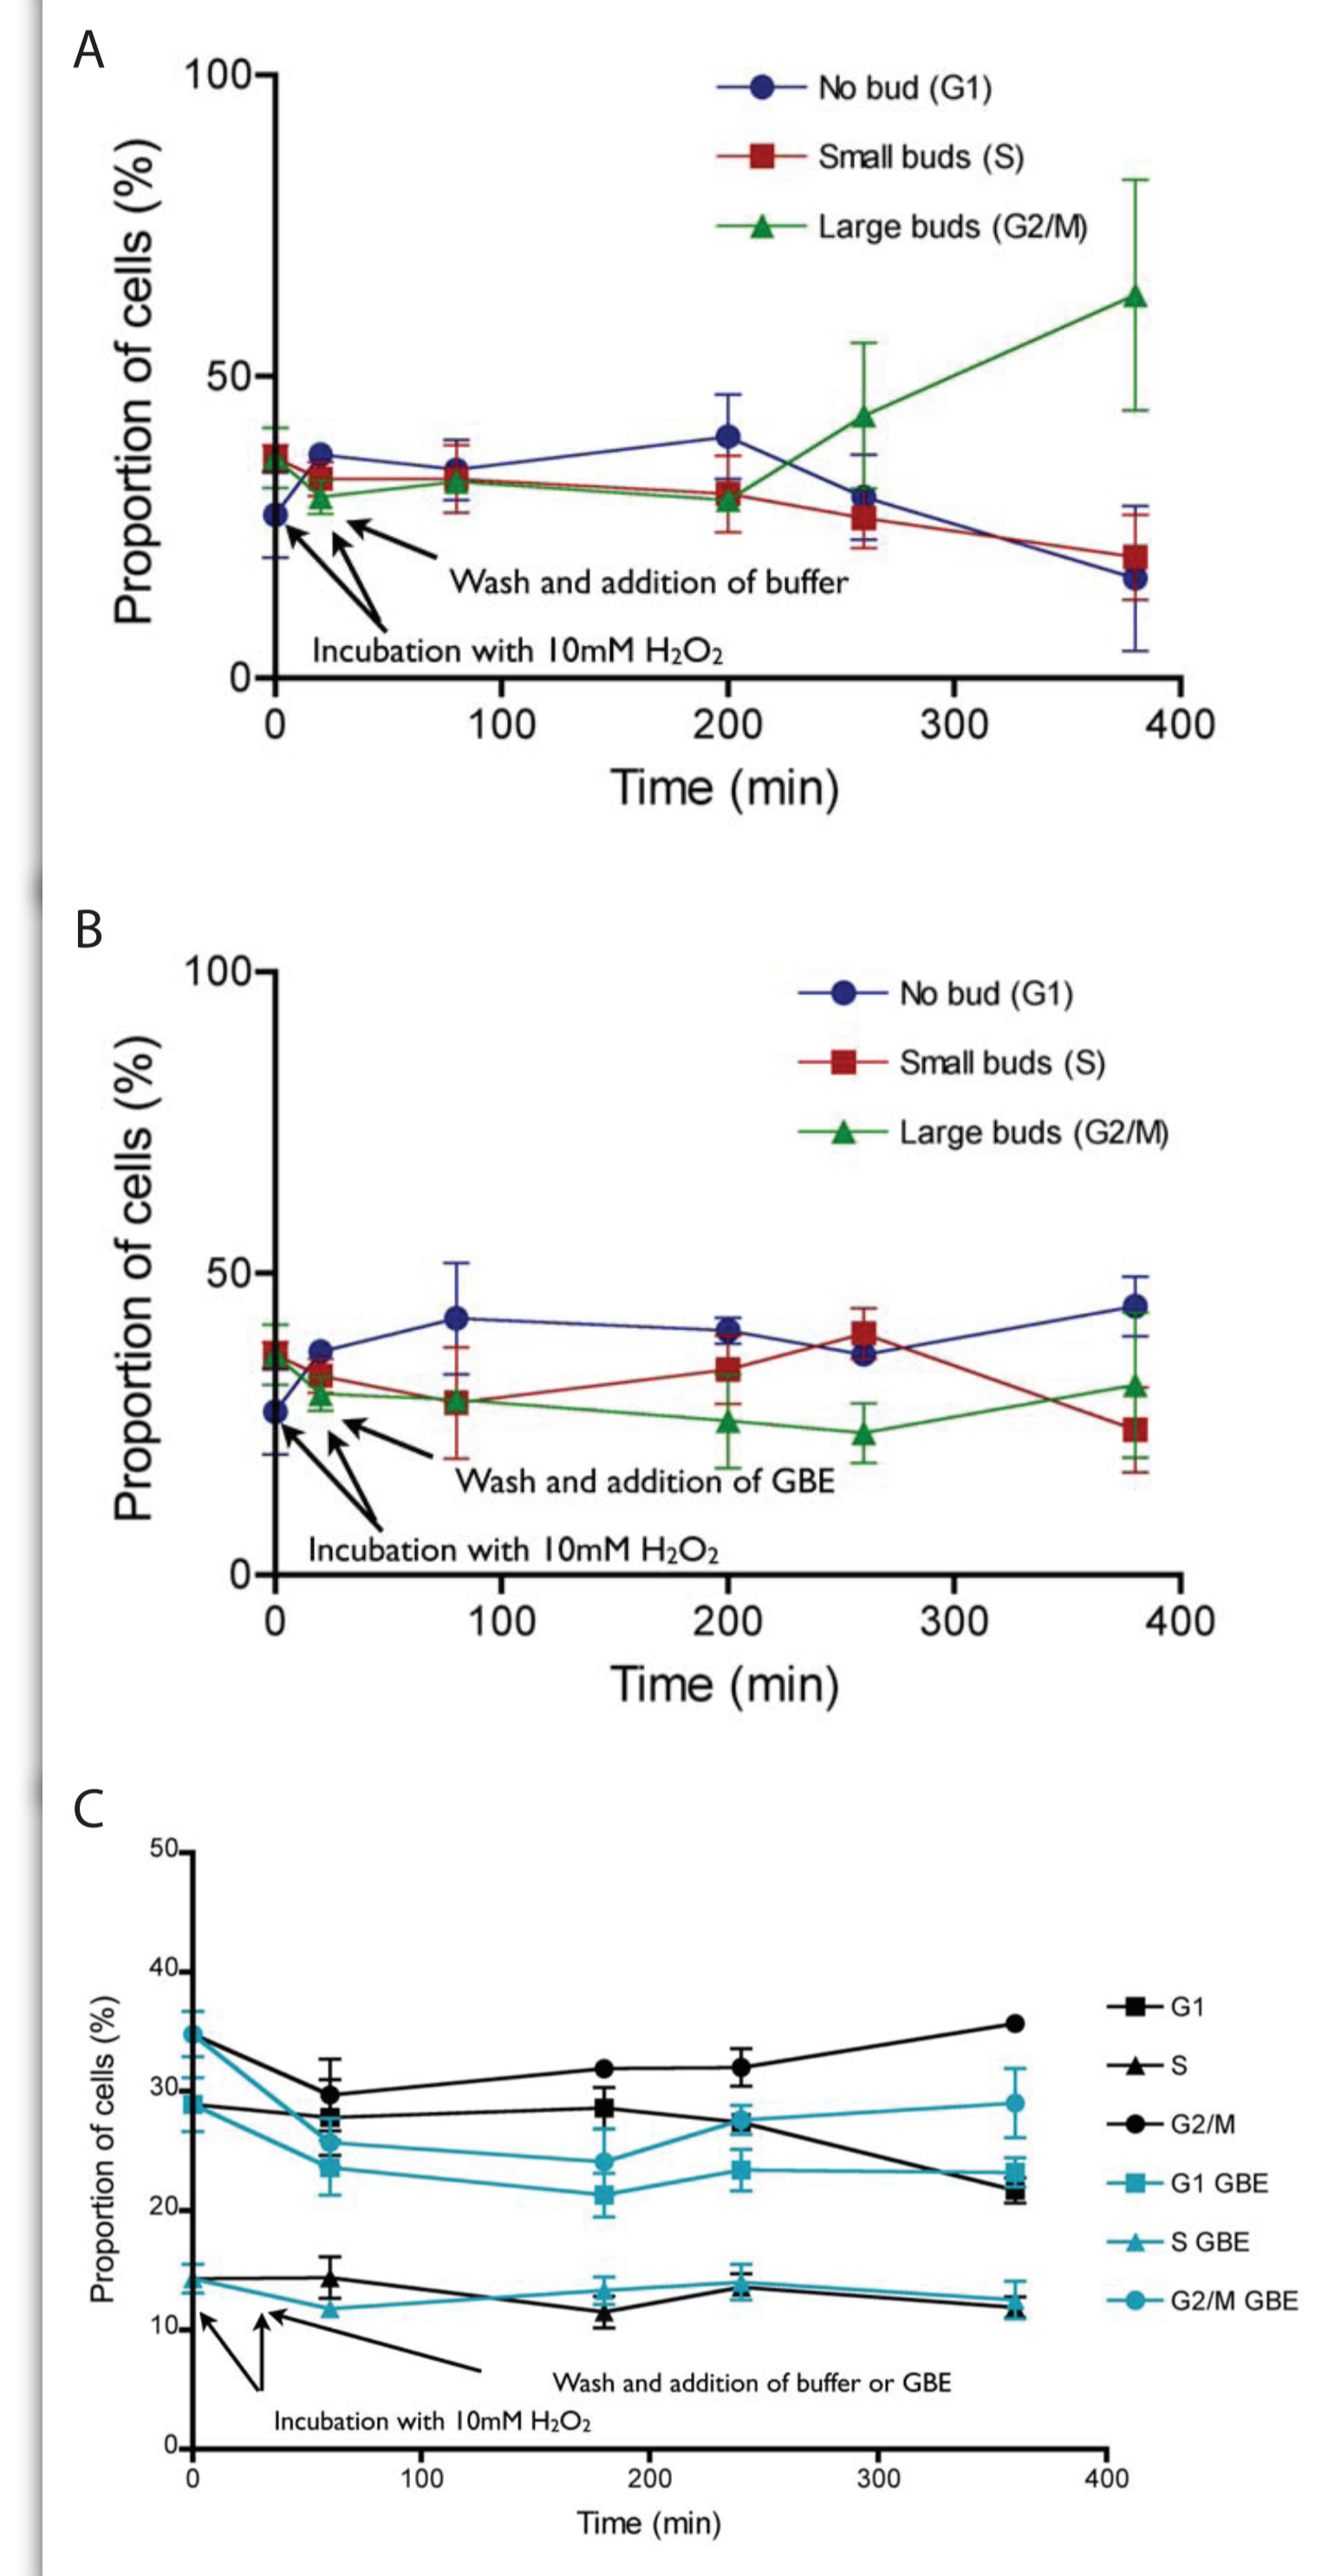 A
100
50
0
Proportion of cells (%)
No bud (G1)
Small buds (S)
Large buds (G2/M)
Wash and addition of buffer
Incubation with 10mM H₂O₂
0 100 200 300 400
Time (min)
B
100
50
0
Proportion of cells (%)
No bud (G1)
Small buds (S)
Large buds (G2/M)
Wash and addition of GBE
Incubation with 10mM H₂O₂
0 100 200 300 400
Time (min)
C
50
40
30
20
10
0
Proportion of cells (%)
G1
S
G2/M
G1 GBE
S GBE
G2/M GBE
Wash and addition of buffer or GBE
Incubation with 10mM H₂O₂
0 100 200 300 400
Time (min)